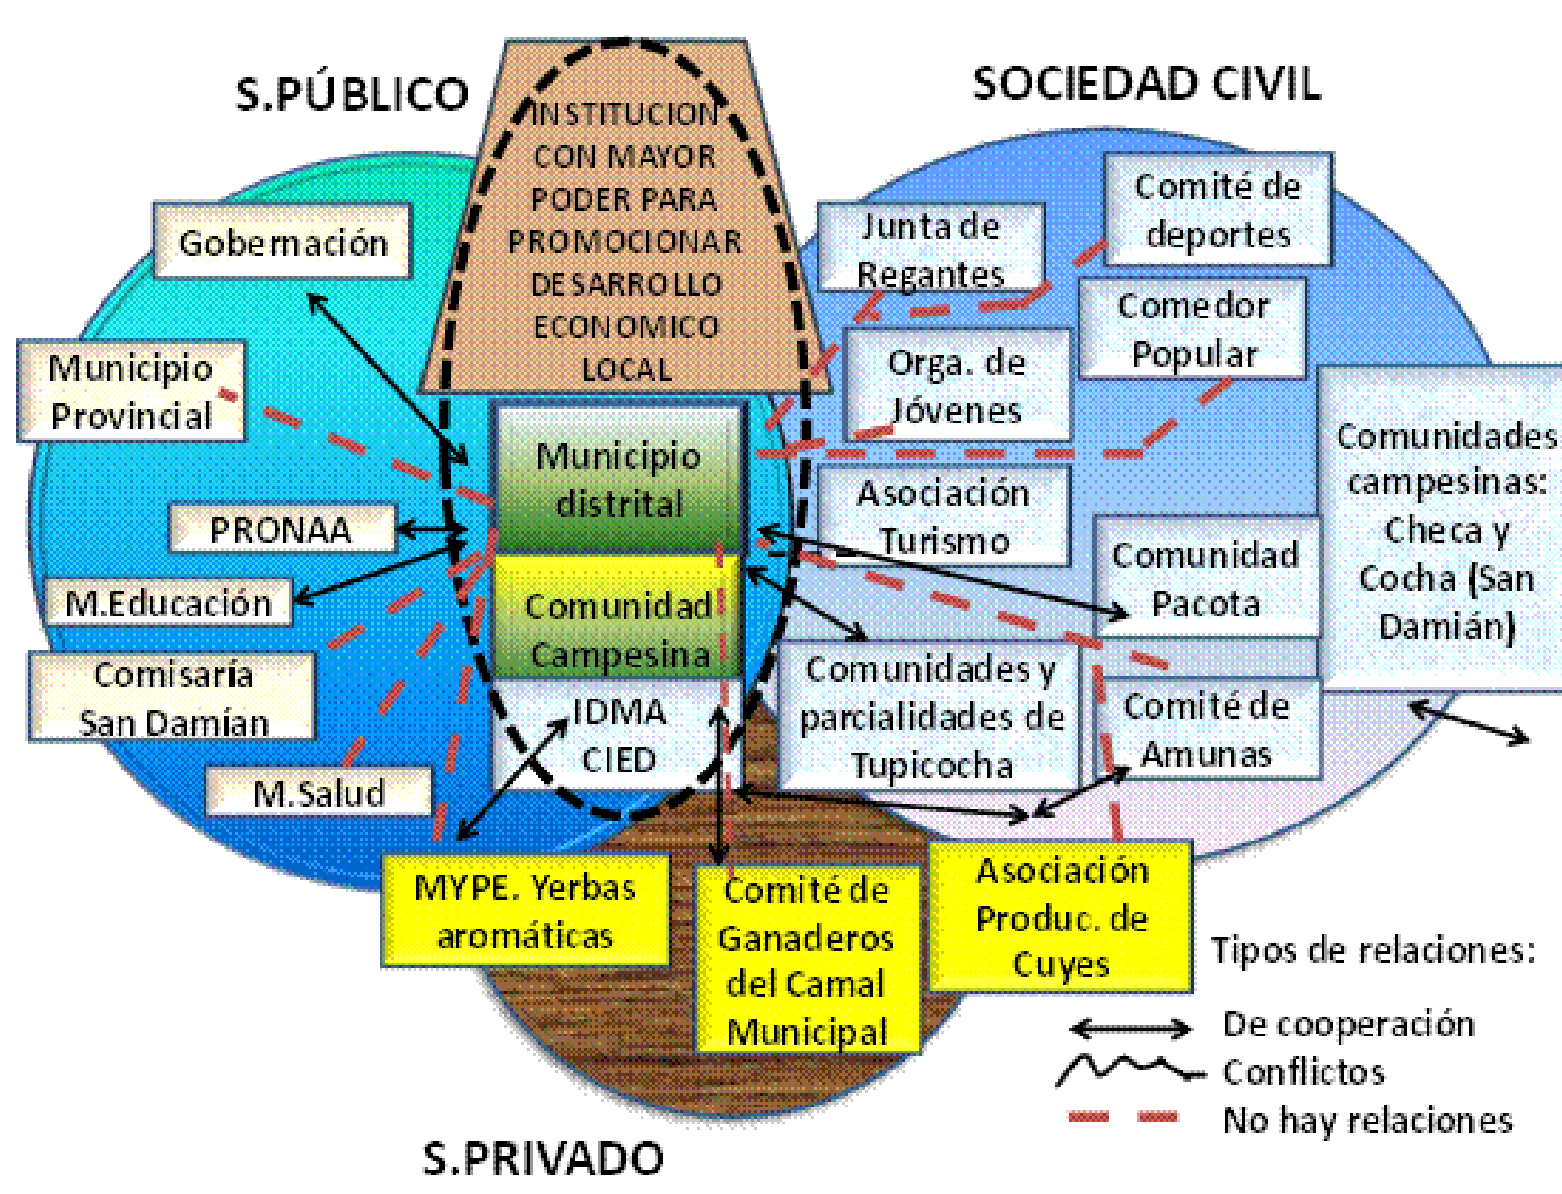 S.PÚBLICO
SOCIEDAD CIVIL
INSTITUCION
CON MAYOR
PODER PARA
PROMOCIONAR
DESARROLLO
ECONOMICO
LOCAL
Gobernación
Municipio
Provincial
PRONAA
M.Educación
Comisaría
San Damían
M.Salud
Municipio
distrital
Comunidad
Campesina
IDMA
CIED
Junta de
Regantes
Comité de
deportes
Orga. de
Jóvenes
Comedor
Popular
Asociación
Turismo
Comunidad
Pacota
Comunidades
campesinas:
Checa y
Cocha (San
Damián)
Comunidades y
parcialidades de
Tupicocha
Comité de
Amunas
MYPE. Yerbas
aromáticas
Comité de
Ganaderos
del Camal
Municipal
Asociación
Produc. de
Cuyes
Tipos de relaciones:
De cooperación
Conflictos
No hay relaciones
S.PRIVADO